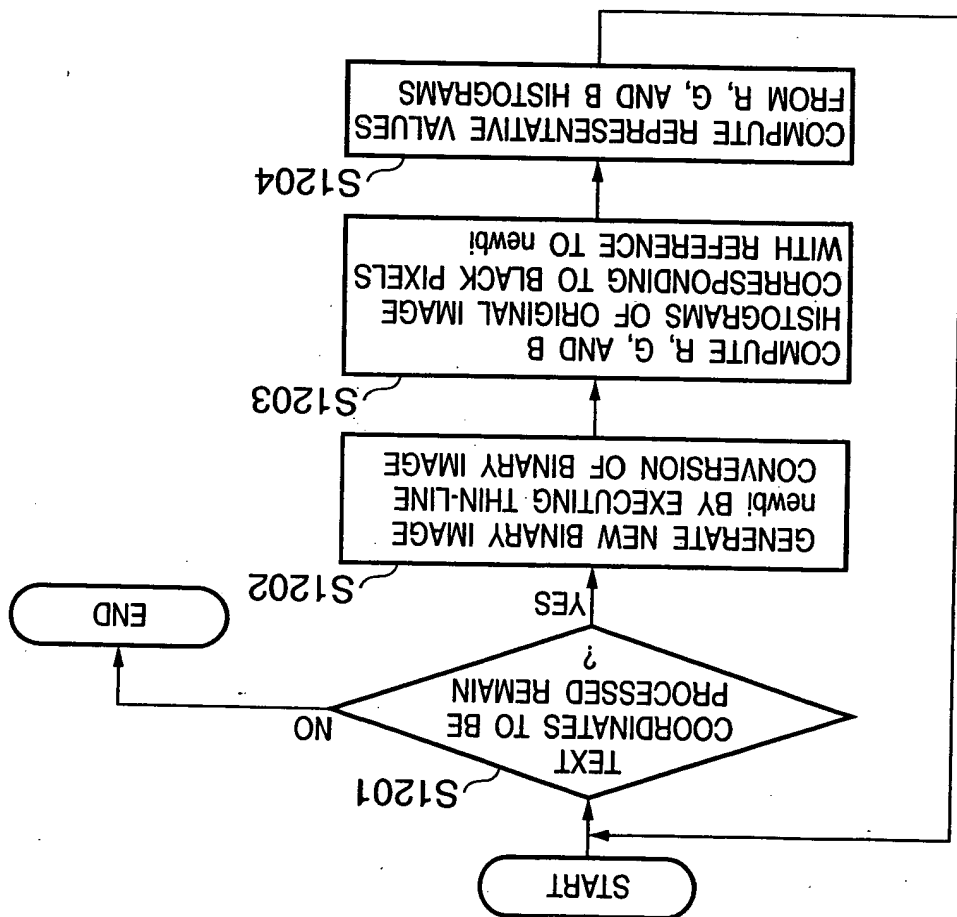 START
S1201
TEXT
COORDINATES TO BE
PROCESSED REMAIN
?
NO
END
YES
S1202
GENERATE NEW BINARY IMAGE
newbi BY EXECUTING THIN-LINE
CONVERSION OF BINARY IMAGE
S1203
COMPUTE R, G, AND B
HISTOGRAMS OF ORIGINAL IMAGE
CORRESPONDING TO BLACK PIXELS
WITH REFERENCE TO newbi
S1204
COMPUTE REPRESENTATIVE VALUES
FROM R, G, AND B HISTOGRAMS